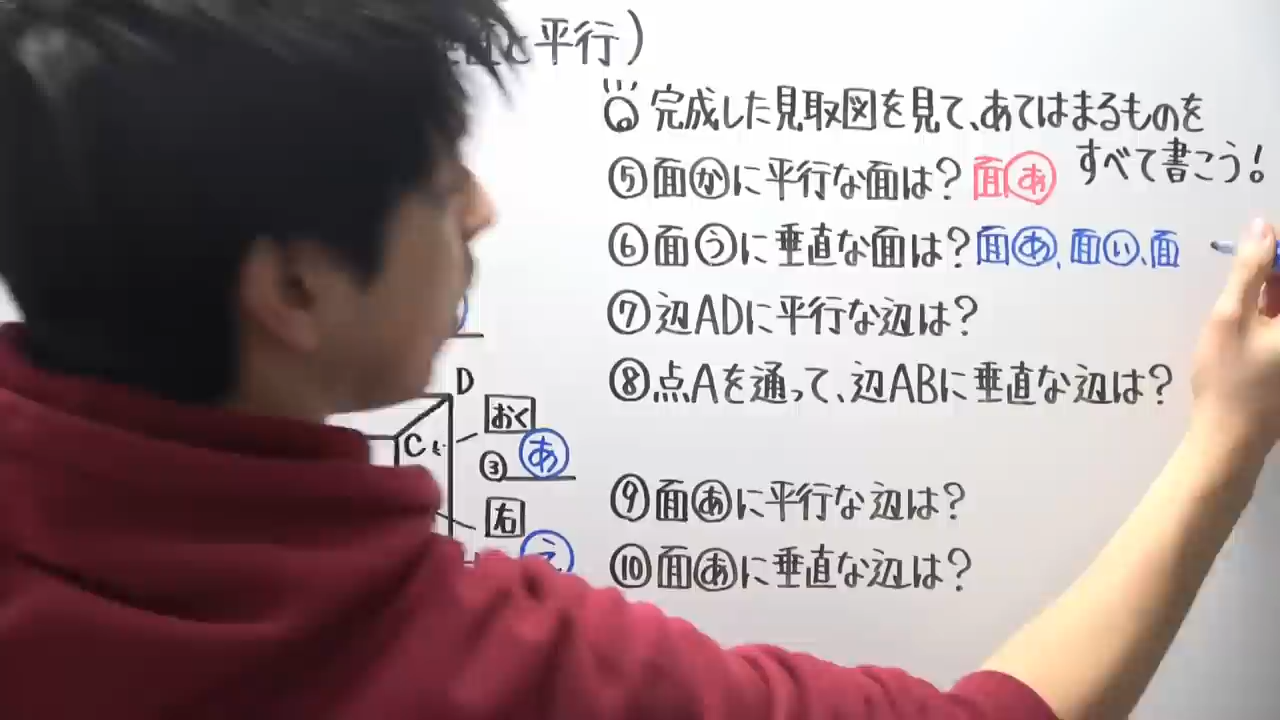 と平行)
完成した見取図を見て、あてはまるものを
すべて書こう!
⑤面かに平行な面は? 面あ
⑥面うに垂直な面は? 面あ、面い、面
⑦辺ADに平行な辺は?
⑧点Aを通って、辺ABに垂直な辺は?
⑨面あに平行な辺は?
⑩面あに垂直な辺は?
D
C
おく
③ あ
右
え